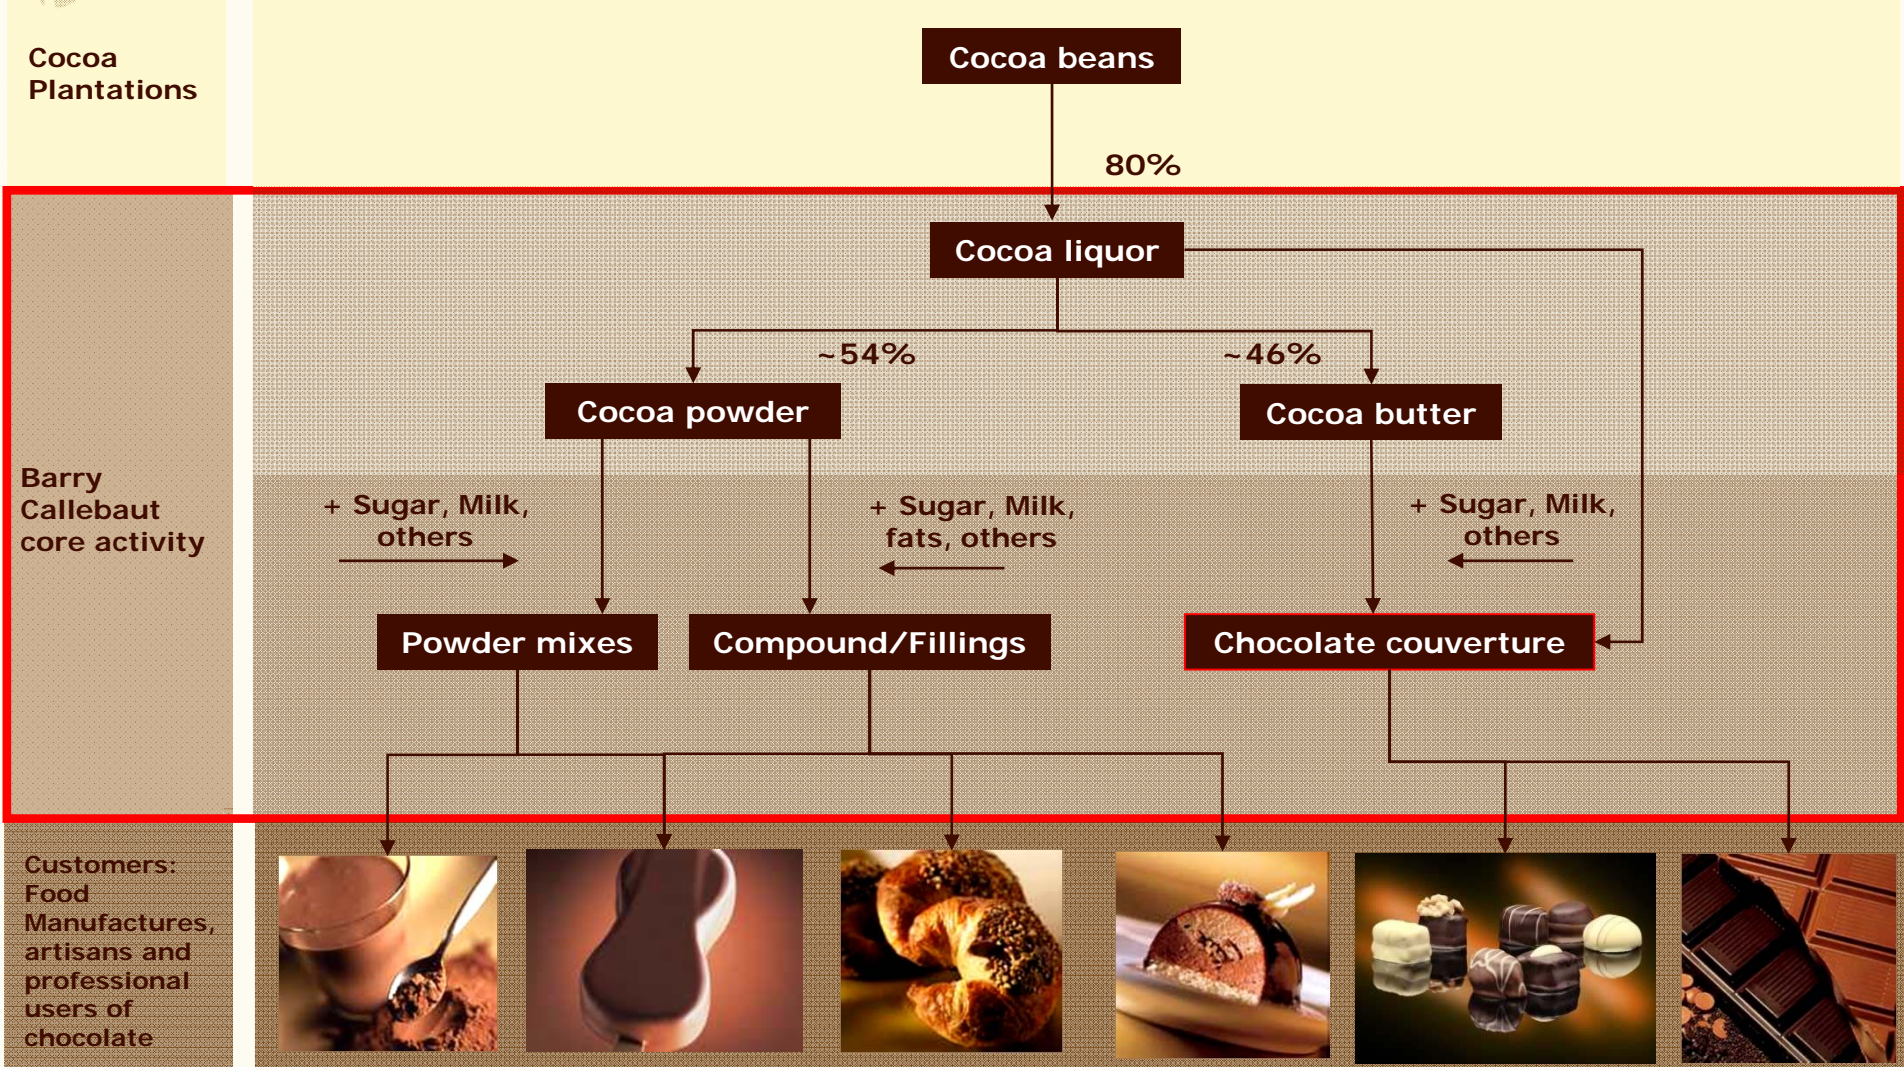 Cocoa
Plantations
Cocoa beans
80%
Cocoa liquor
~54%
~46%
Cocoa powder
Cocoa butter
Barry
Callebaut
core activity
+ Sugar, Milk,
others
+ Sugar, Milk,
fats, others
+ Sugar, Milk,
others
Powder mixes
Compound/Fillings
Chocolate couverture
Customers:
Food
Manufactures,
artisans and
professional
users of
chocolate